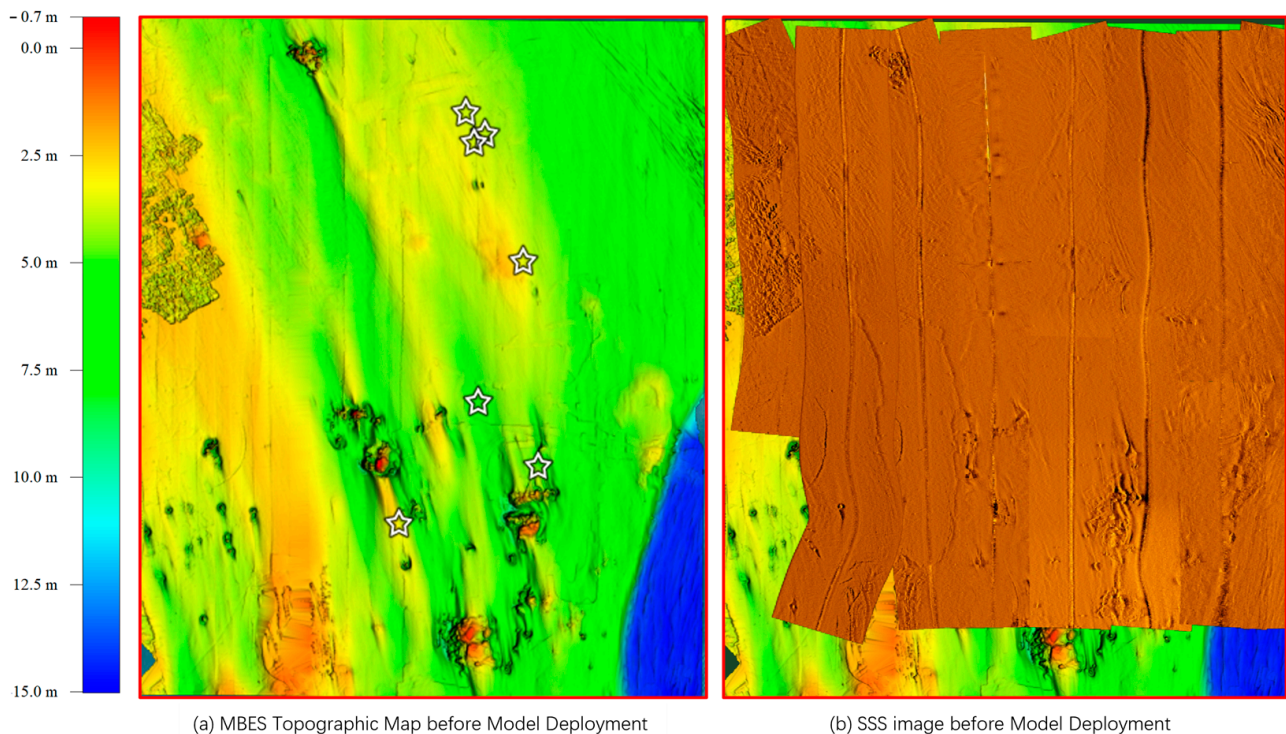 - 0.7 m
0.0 m
2.5 m
5.0 m
7.5 m
10.0 m
12.5 m
15.0 m
(a) MBES Topographic Map before Model Deployment
(b) SSS image before Model Deployment